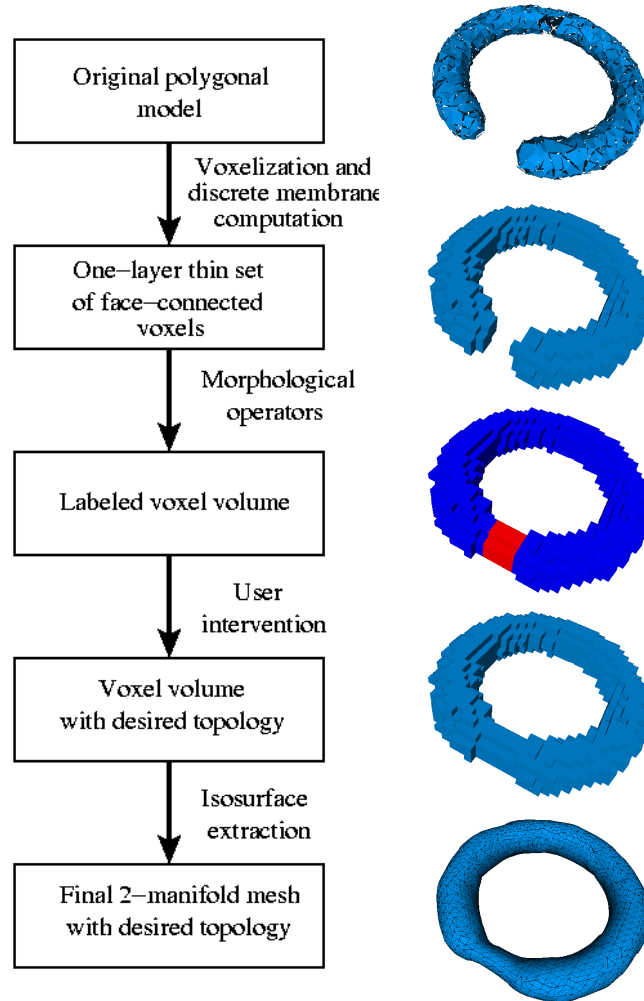 Original polygonal
model
Voxelization and
discrete membrane
computation
One−layer thin set
of face−connected
voxels
Morphological
operators
Labeled voxel volume
User
intervention
Voxel volume
with desired topology
Isosurface
extraction
Final 2−manifold mesh
with desired topology